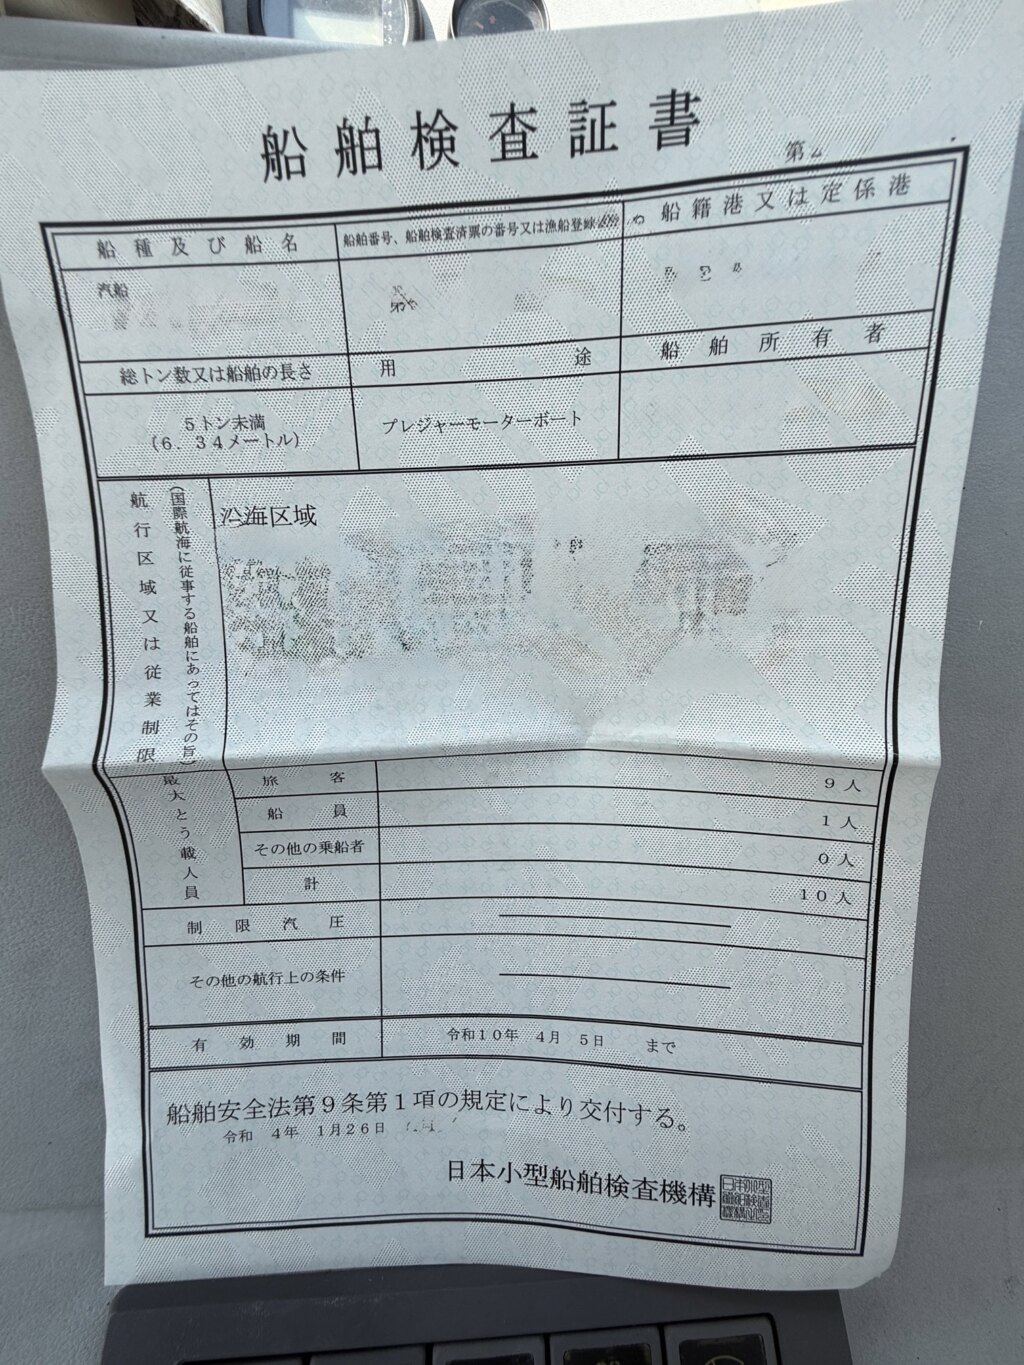 船舶検査証書
第
船種及び船名
船舶番号、船舶検査済票の番号又は漁船登録
船籍港又は定係港
汽船
第
総トン数又は船舶の長さ
用途
船舶所有者
5トン未満
(6.34メートル)
プレジャーモーターボート
航行区域又は従業制限
(国際航海に従事する船舶にあってはその旨)
沿海区域
最大とう載人員
旅客 9人
船員 1人
その他の乗船者 0人
計 10人
制限汽圧
その他の航行上の条件
有効期間 令和10年 4月 5日 まで
船舶安全法第9条第1項の規定により交付する。
令和 4年 1月26日
日本小型船舶検査機構